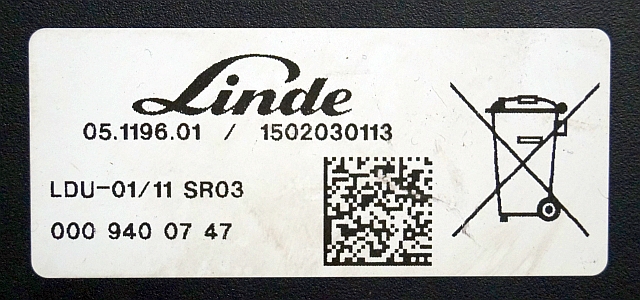 Linde
05.1196.01 / 1502030113
LDU-01/11 SR03
000 940 07 47